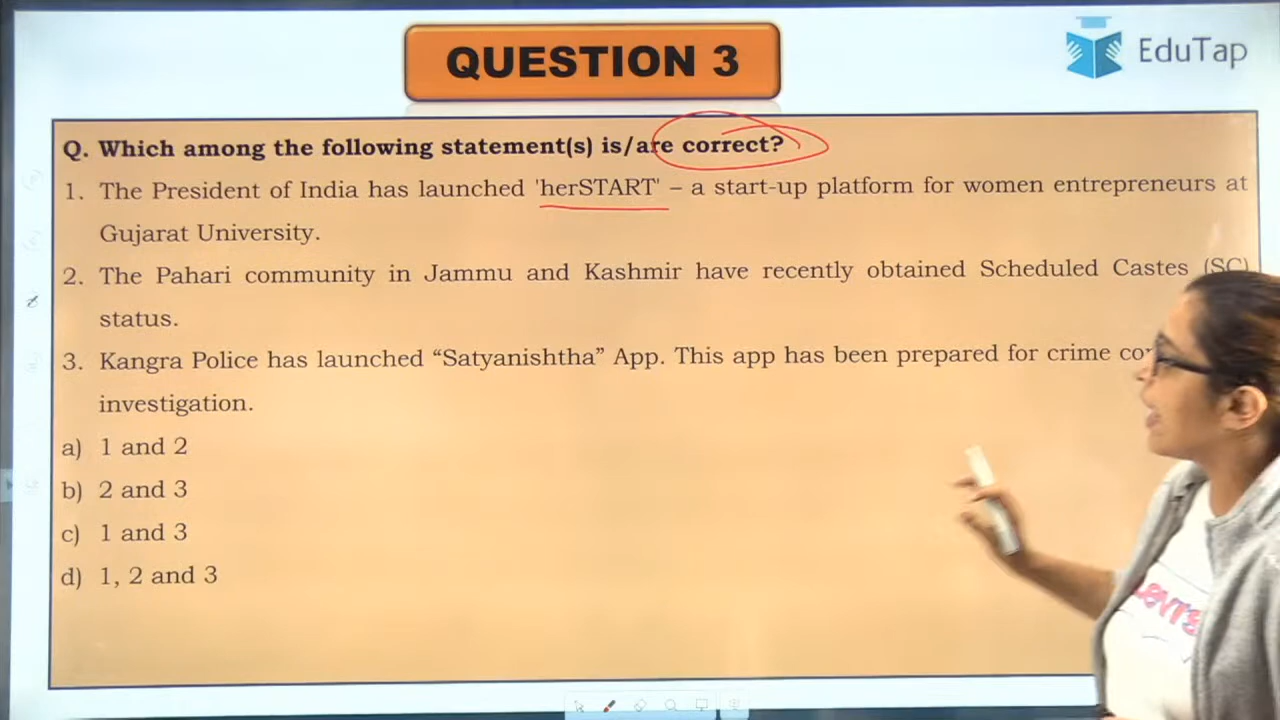 QUESTION 3
EduTap
Q. Which among the following statement(s) is/are correct?
1. The President of India has launched 'herSTART' – a start-up platform for women entrepreneurs at
Gujarat University.
2. The Pahari community in Jammu and Kashmir have recently obtained Scheduled Castes (SC)
status.
3. Kangra Police has launched “Satyanishtha” App. This app has been prepared for crime
investigation.
a) 1 and 2
b) 2 and 3
c) 1 and 3
d) 1, 2 and 3